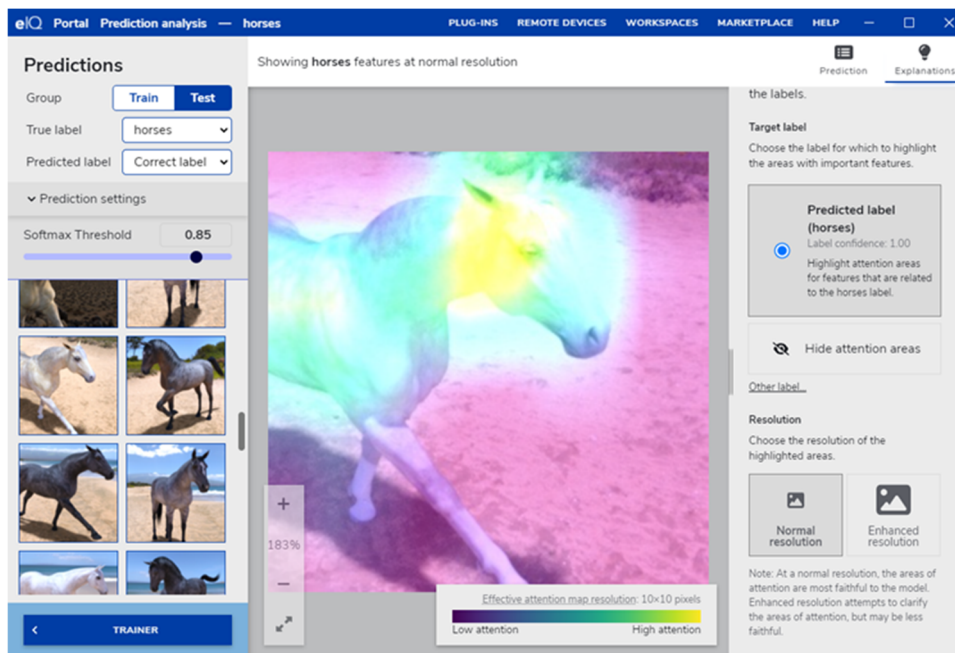 eIQ Portal Prediction analysis — horses
PLUG-INS REMOTE DEVICES WORKSPACES MARKETPLACE HELP
Predictions
Group Train Test
True label horses
Predicted label Correct label
Prediction settings
Softmax Threshold 0.85
TRAINER
Showing horses features at normal resolution
Prediction
Explanations
183%
Effective attention map resolution: 10×10 pixels
Low attention High attention
the labels.
Target label
Choose the label for which to highlight
the areas with important features.
Predicted label
(horses)
Label confidence: 1.00
Highlight attention areas
for features that are related
to the horses label.
Hide attention areas
Other label...
Resolution
Choose the resolution of the
highlighted areas.
Normal
resolution
Enhanced
resolution
Note: At a normal resolution, the areas of
attention are most faithful to the model.
Enhanced resolution attempts to clarify
the areas of attention, but may be less
faithful.